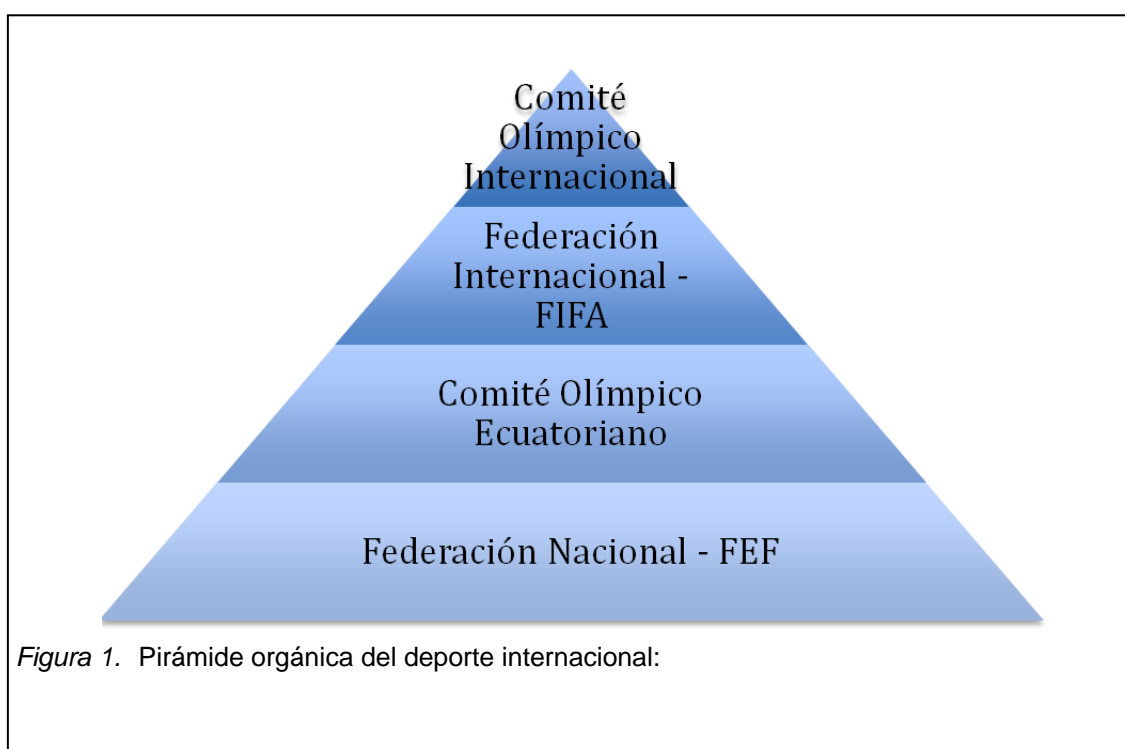 Comité
Olímpico
Internacional
Federación
Internacional -
FIFA
Comité Olímpico
Ecuatoriano
Federación Nacional - FEF
Figura 1. Pirámide orgánica del deporte internacional: